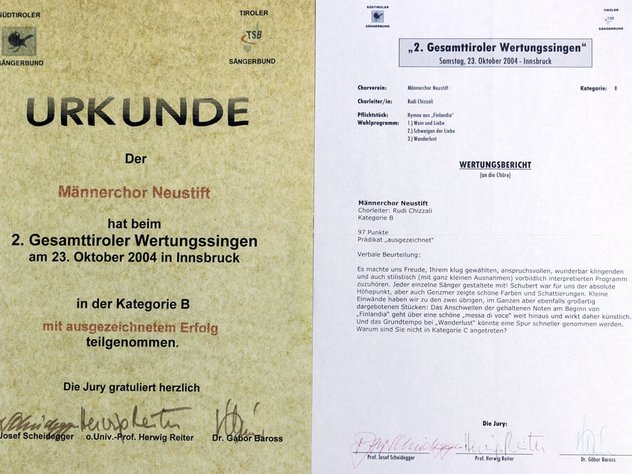 SÜDTIROLER
SÄNGERBUND
TIROLER
TSB
SÄNGERBUND
URKUNDE
Der
Männerchor Neustift
hat beim
2. Gesamttiroler Wertungssingen
am 23. Oktober 2004 in Innsbruck
in der Kategorie B
mit ausgezeichnetem Erfolg
teilgenommen.
Die Jury gratuliert herzlich
Josef Scheidegger o.Univ.-Prof. Herwig Reiter Dr. Gábor Baross
SÜDTIROLER
SÄNGERBUND
TIROLER
SÄNGERBUND
„2. Gesamttiroler Wertungssingen“
Samstag, 23. Oktober 2004 - Innsbruck
Chorverein: Männerchor Neustift Kategorie:
Chorleiter/in: Rudi Chizzali
Pflichtstück: Hymne aus „Finlandia“
Wahlprogramm: 1.) Wein und Liebe
2.) Schweigen der Liebe
3.) Wanderlust
WERTUNGSBERICHT
(an die Chöre)
Männerchor Neustift
Chorleiter: Rudi Chizzali
Kategorie B
97 Punkte
Prädikat „ausgezeichnet“
Verbale Beurteilung:
Es machte uns Freude, Ihrem klug gewählten, anspruchsvollen, wunderbar klingenden
und auch stilistisch (mit ganz kleinen Ausnahmen) vorbildlich interpretierten Programm
zuzuhören. Jeder einzelne Sänger gestaltete mit! Schubert war für uns der absolute
Höhepunkt, aber auch Genzmer zeigte schöne Farben und Schattierungen. Kleine
Einwände haben wir zu den zwei übrigen, im Ganzen aber ebenfalls großartig
dargebotenen Stücken: Das Anschwellen der gehaltenen Noten am Beginn von
„Finlandia“ geht über eine schöne „messa di voce“ weit hinaus und wirkt daher künstlich.
Und das Grundtempo bei „Wanderlust“ könnte eine Spur schneller genommen werden.
Warum sind Sie nicht in Kategorie C angetreten?
Die Jury:
Prof. Josef Scheidegger Prof. Herwig Reiter Dr. Gábor Baross